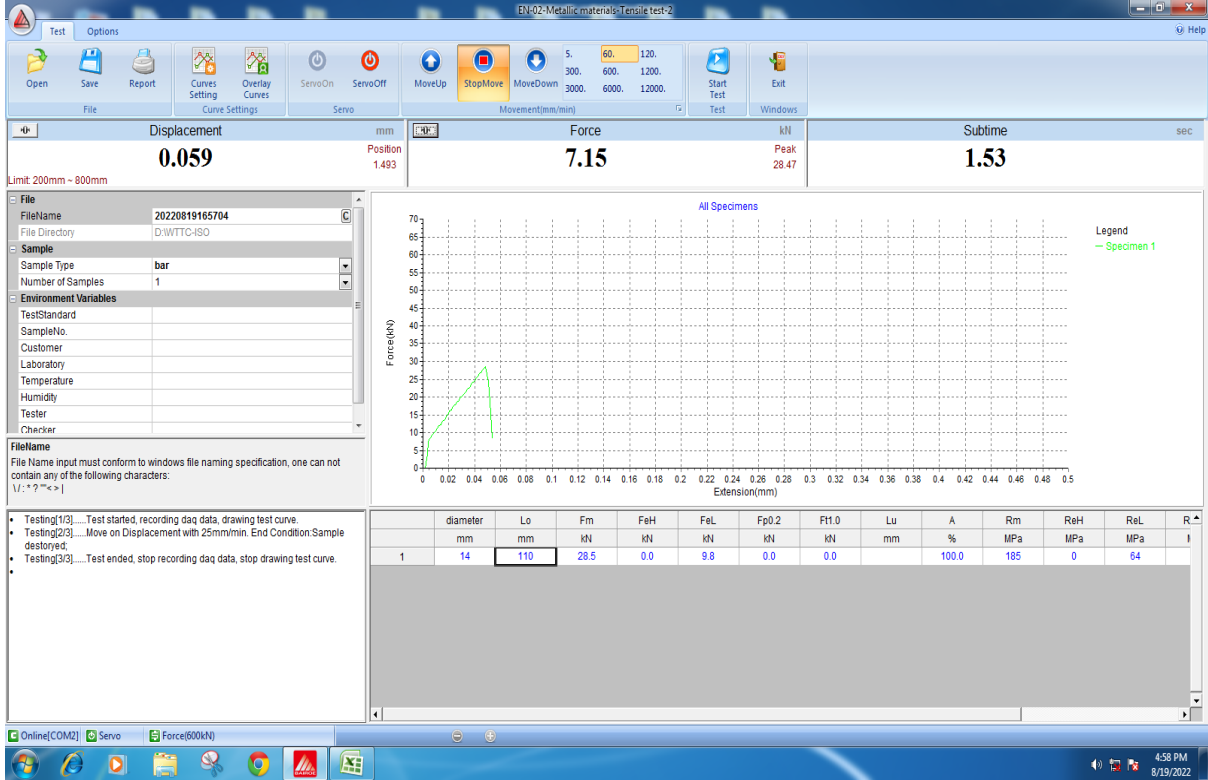 EN-02-Metallic materials-Tensile test-2
Test Options Help
Open Save Report Curves Setting Overlay Curves ServoOn ServoOff MoveUp StopMove MoveDown Start Test Exit
5. 60. 120.
300. 600. 1200.
3000. 6000. 12000.
File Curve Settings Servo Movement(mm/min) Test Windows
Displacement mm Force kN Subtime sec
0.059 Position 7.15 Peak 1.53
1.493 28.47
Limit: 200mm ~ 800mm
File
FileName 20220819165704 C
File Directory D:\WTTC-ISO
Sample
Sample Type bar
Number of Samples 1
Environment Variables
TestStandard
SampleNo.
Customer
Laboratory
Temperature
Humidity
Tester
Checker
FileName
File Name input must conform to windows file naming specification, one can not
contain any of the following characters:
\ / : * ? "" < > |
All Specimens
Legend
Specimen 1
Force(kN)
70
65
60
55
50
45
40
35
30
25
20
15
10
5
0
0 0.02 0.04 0.06 0.08 0.1 0.12 0.14 0.16 0.18 0.2 0.22 0.24 0.26 0.28 0.3 0.32 0.34 0.36 0.38 0.4 0.42 0.44 0.46 0.48 0.5
Extension(mm)
Testing[1/3]......Test started, recording daq data, drawing test curve.
Testing[2/3]......Move on Displacement with 25mm/min. End Condition:Sample
destoryed;
Testing[3/3]......Test ended, stop recording daq data, stop drawing test curve.
diameter Lo Fm FeH FeL Fp0.2 Ft1.0 Lu A Rm ReH ReL
mm mm kN kN kN kN kN mm % MPa MPa MPa
1 14 110 28.5 0.0 9.8 0.0 0.0 100.0 185 0 64
Online[COM2] Servo Force(600kN)
4:58 PM
8/19/2022